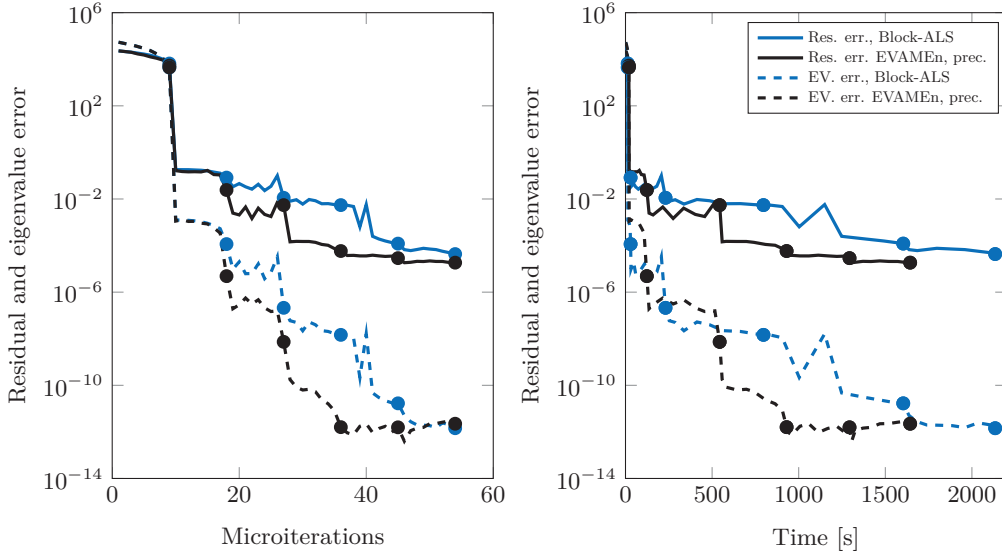 10^6
10^2
10^−2
10^−6
10^−10
10^−14
0
20
40
60
Microiterations
Residual and eigenvalue error
10^6
10^2
10^−2
10^−6
10^−10
10^−14
0
500
1000
1500
2000
Time [s]
Residual and eigenvalue error
Res. err., Block-ALS
Res. err. EVAMEn, prec.
EV. err., Block-ALS
EV. err. EVAMEn, prec.